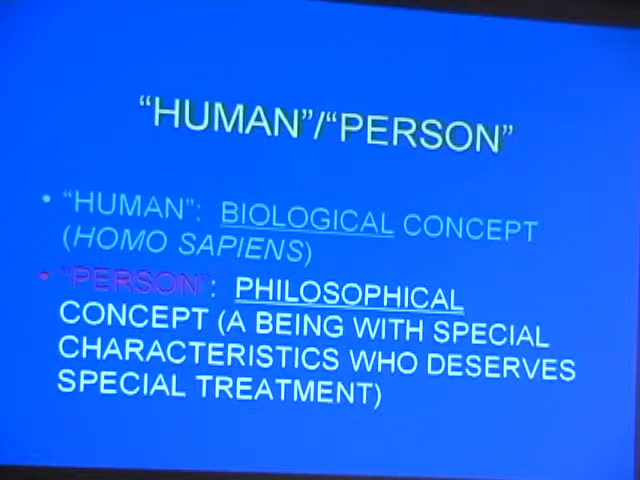 “HUMAN”/“PERSON”
• “HUMAN”: BIOLOGICAL CONCEPT
(HOMO SAPIENS)
• “PERSON”: PHILOSOPHICAL
CONCEPT (A BEING WITH SPECIAL
CHARACTERISTICS WHO DESERVES
SPECIAL TREATMENT)